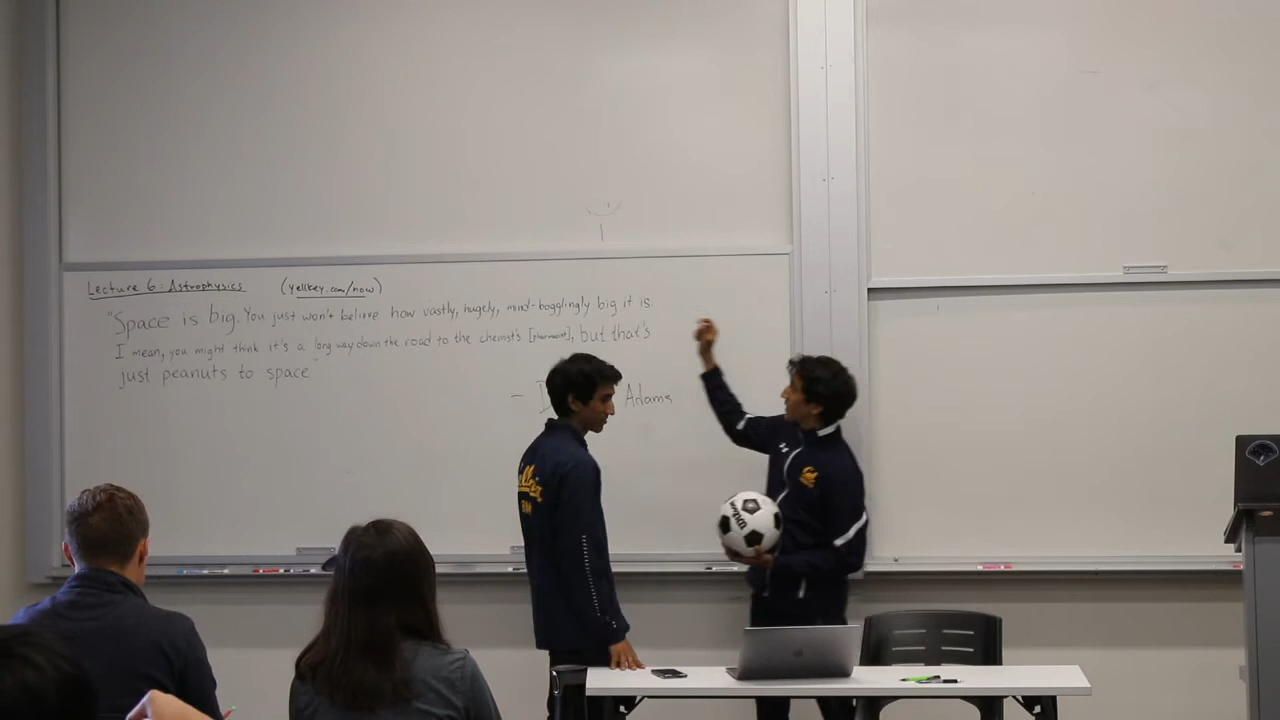 Lecture 6: Astrophysics (yellkey.com/now)
"Space is big. You just won't believe how vastly, hugely, mind-bogglingly big it is.
I mean, you might think it's a long way down the road to the chemist's [pharmacist], but that's
just peanuts to space"
- D Adams
Wilson